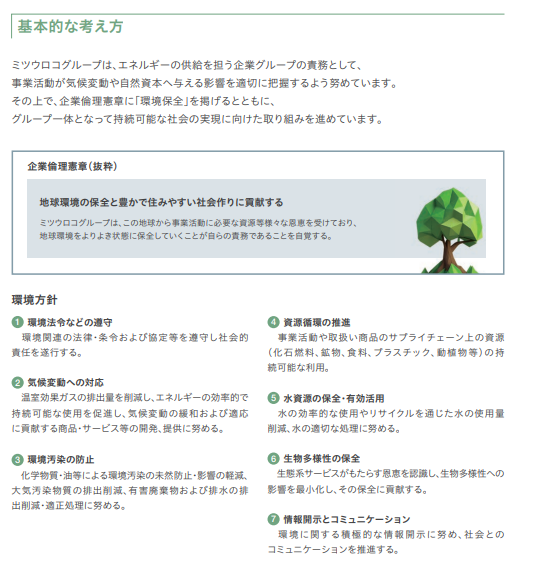 基本的な考え方
ミツウロコグループは、エネルギーの供給を担う企業グループの責務として、
事業活動が気候変動や自然資本へ与える影響を適切に把握するよう努めています。
その上で、企業倫理憲章に「環境保全」を掲げるとともに、
グループ一体となって持続可能な社会の実現に向けた取り組みを進めています。
企業倫理憲章（抜粋）
地球環境の保全と豊かで住みやすい社会作りに貢献する
ミツウロコグループは、この地球から事業活動に必要な資源等様々な恩恵を受けており、
地球環境をよりよき状態に保全していくことが自らの責務であることを自覚する。
環境方針
1 環境法令などの遵守
環境関連の法律・条令および協定等を遵守し社会的
責任を遂行する。
2 気候変動への対応
温室効果ガスの排出量を削減し、エネルギーの効率的で
持続可能な使用を促進し、気候変動の緩和および適応
に貢献する商品・サービス等の開発、提供に努める。
3 環境汚染の防止
化学物質・油等による環境汚染の未然防止・影響の軽減、
大気汚染物質の排出削減、有害廃棄物および排水の排
出削減・適正処理に努める。
4 資源循環の推進
事業活動や取扱い商品のサプライチェーン上の資源
（化石燃料、鉱物、食料、プラスチック、動植物等）の持
続可能な利用。
5 水資源の保全・有効活用
水の効率的な使用やリサイクルを通じた水の使用量
削減、水の適切な処理に努める。
6 生物多様性の保全
生態系サービスがもたらす恩恵を認識し、生物多様性への
影響を最小化し、その保全に貢献する。
7 情報開示とコミュニケーション
環境に関する積極的な情報開示に努め、社会との
コミュニケーションを推進する。